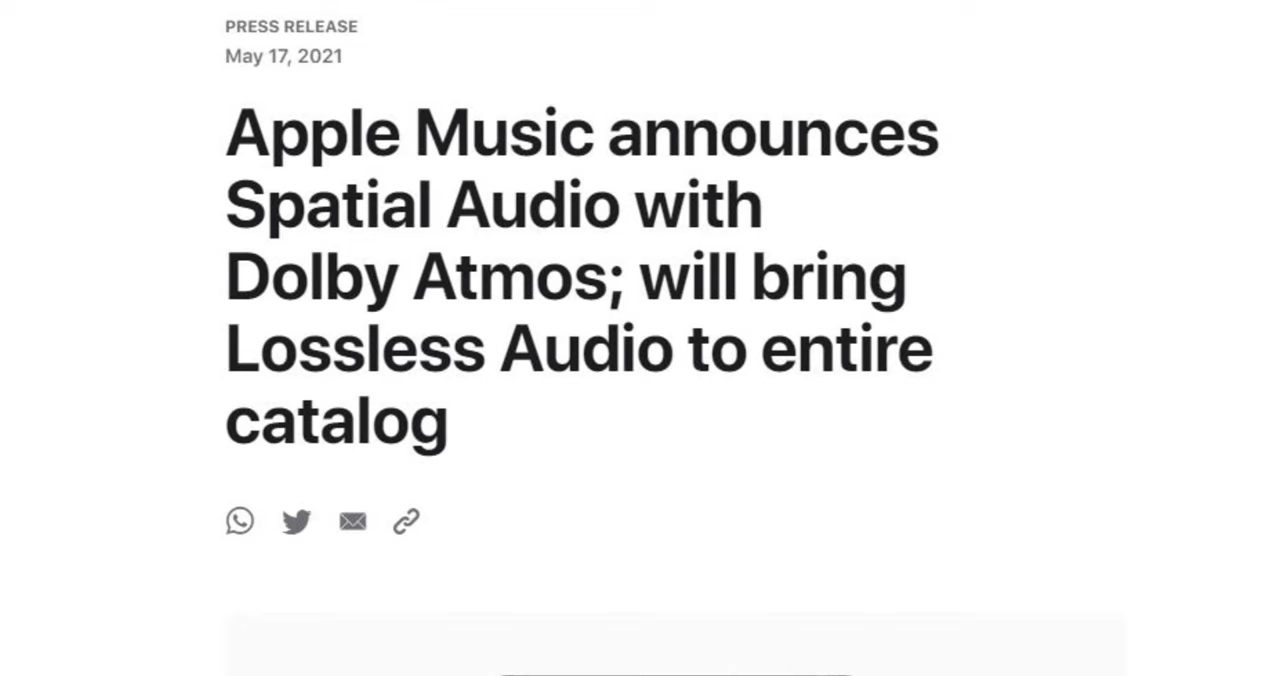 PRESS RELEASE
May 17, 2021
Apple Music announces
Spatial Audio with
Dolby Atmos; will bring
Lossless Audio to entire
catalog